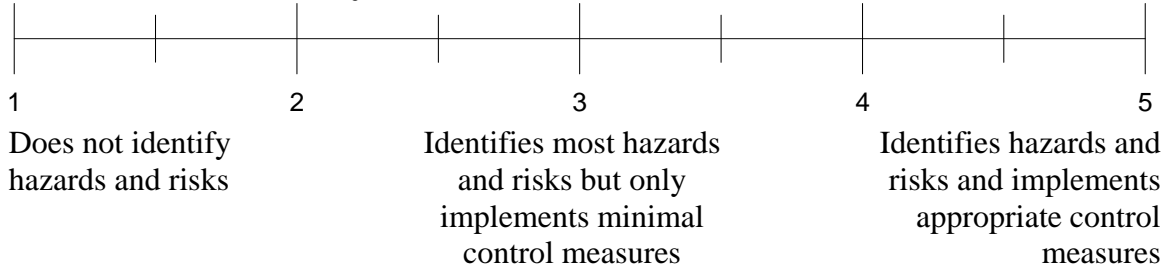 1 2 3 4 5
Does not identify
hazards and risks
Identifies most hazards
and risks but only
implements minimal
control measures
Identifies hazards and
risks and implements
appropriate control
measures